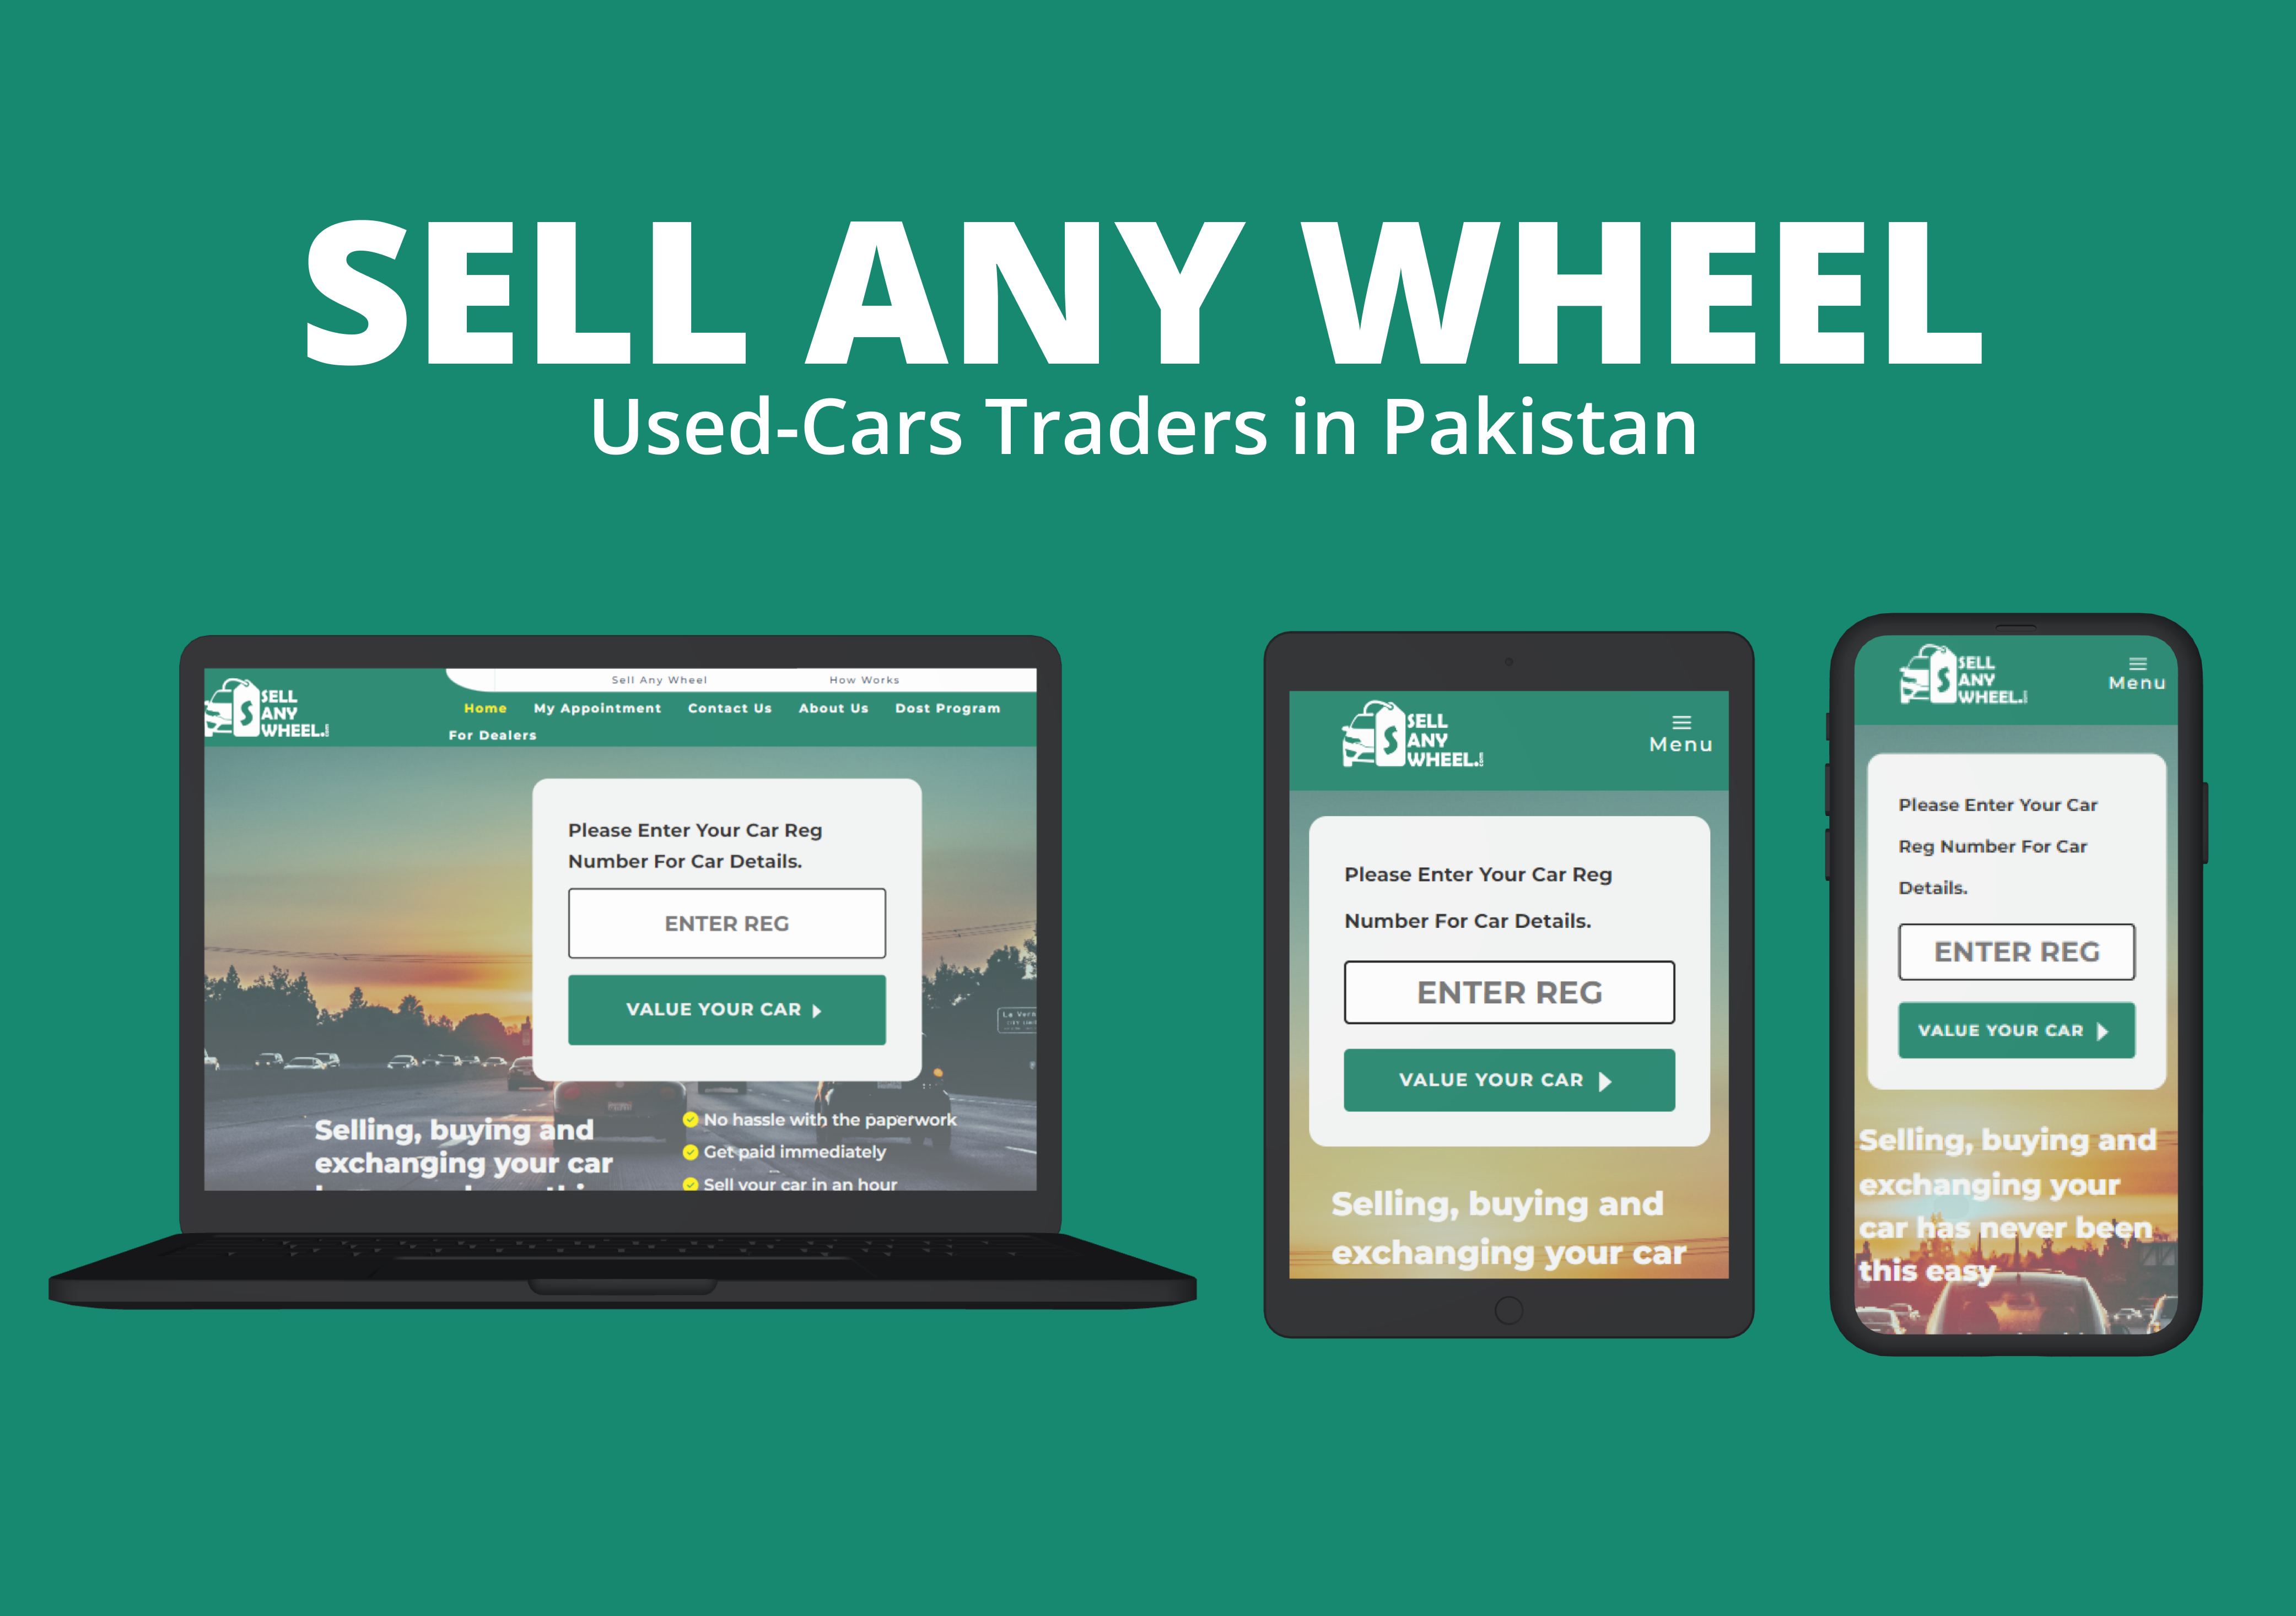 SELL ANY WHEEL
Used-Cars Traders in Pakistan
SELL
ANY
WHEEL.
Sell Any Wheel
How Works
Home
My Appointment
Contact Us
About Us
Dost Program
For Dealers
Please Enter Your Car Reg
Number For Car Details.
ENTER REG
VALUE YOUR CAR
Selling, buying and
exchanging your car
No hassle with the paperwork
Get paid immediately
Sell your car in an hour
SELL
ANY
WHEEL.
Menu
Please Enter Your Car Reg
Number For Car Details.
ENTER REG
VALUE YOUR CAR
Selling, buying and
exchanging your car
SELL
ANY
WHEEL.
Menu
Please Enter Your Car
Reg Number For Car
Details.
ENTER REG
VALUE YOUR CAR
Selling, buying and
exchanging your
car has never been
this easy